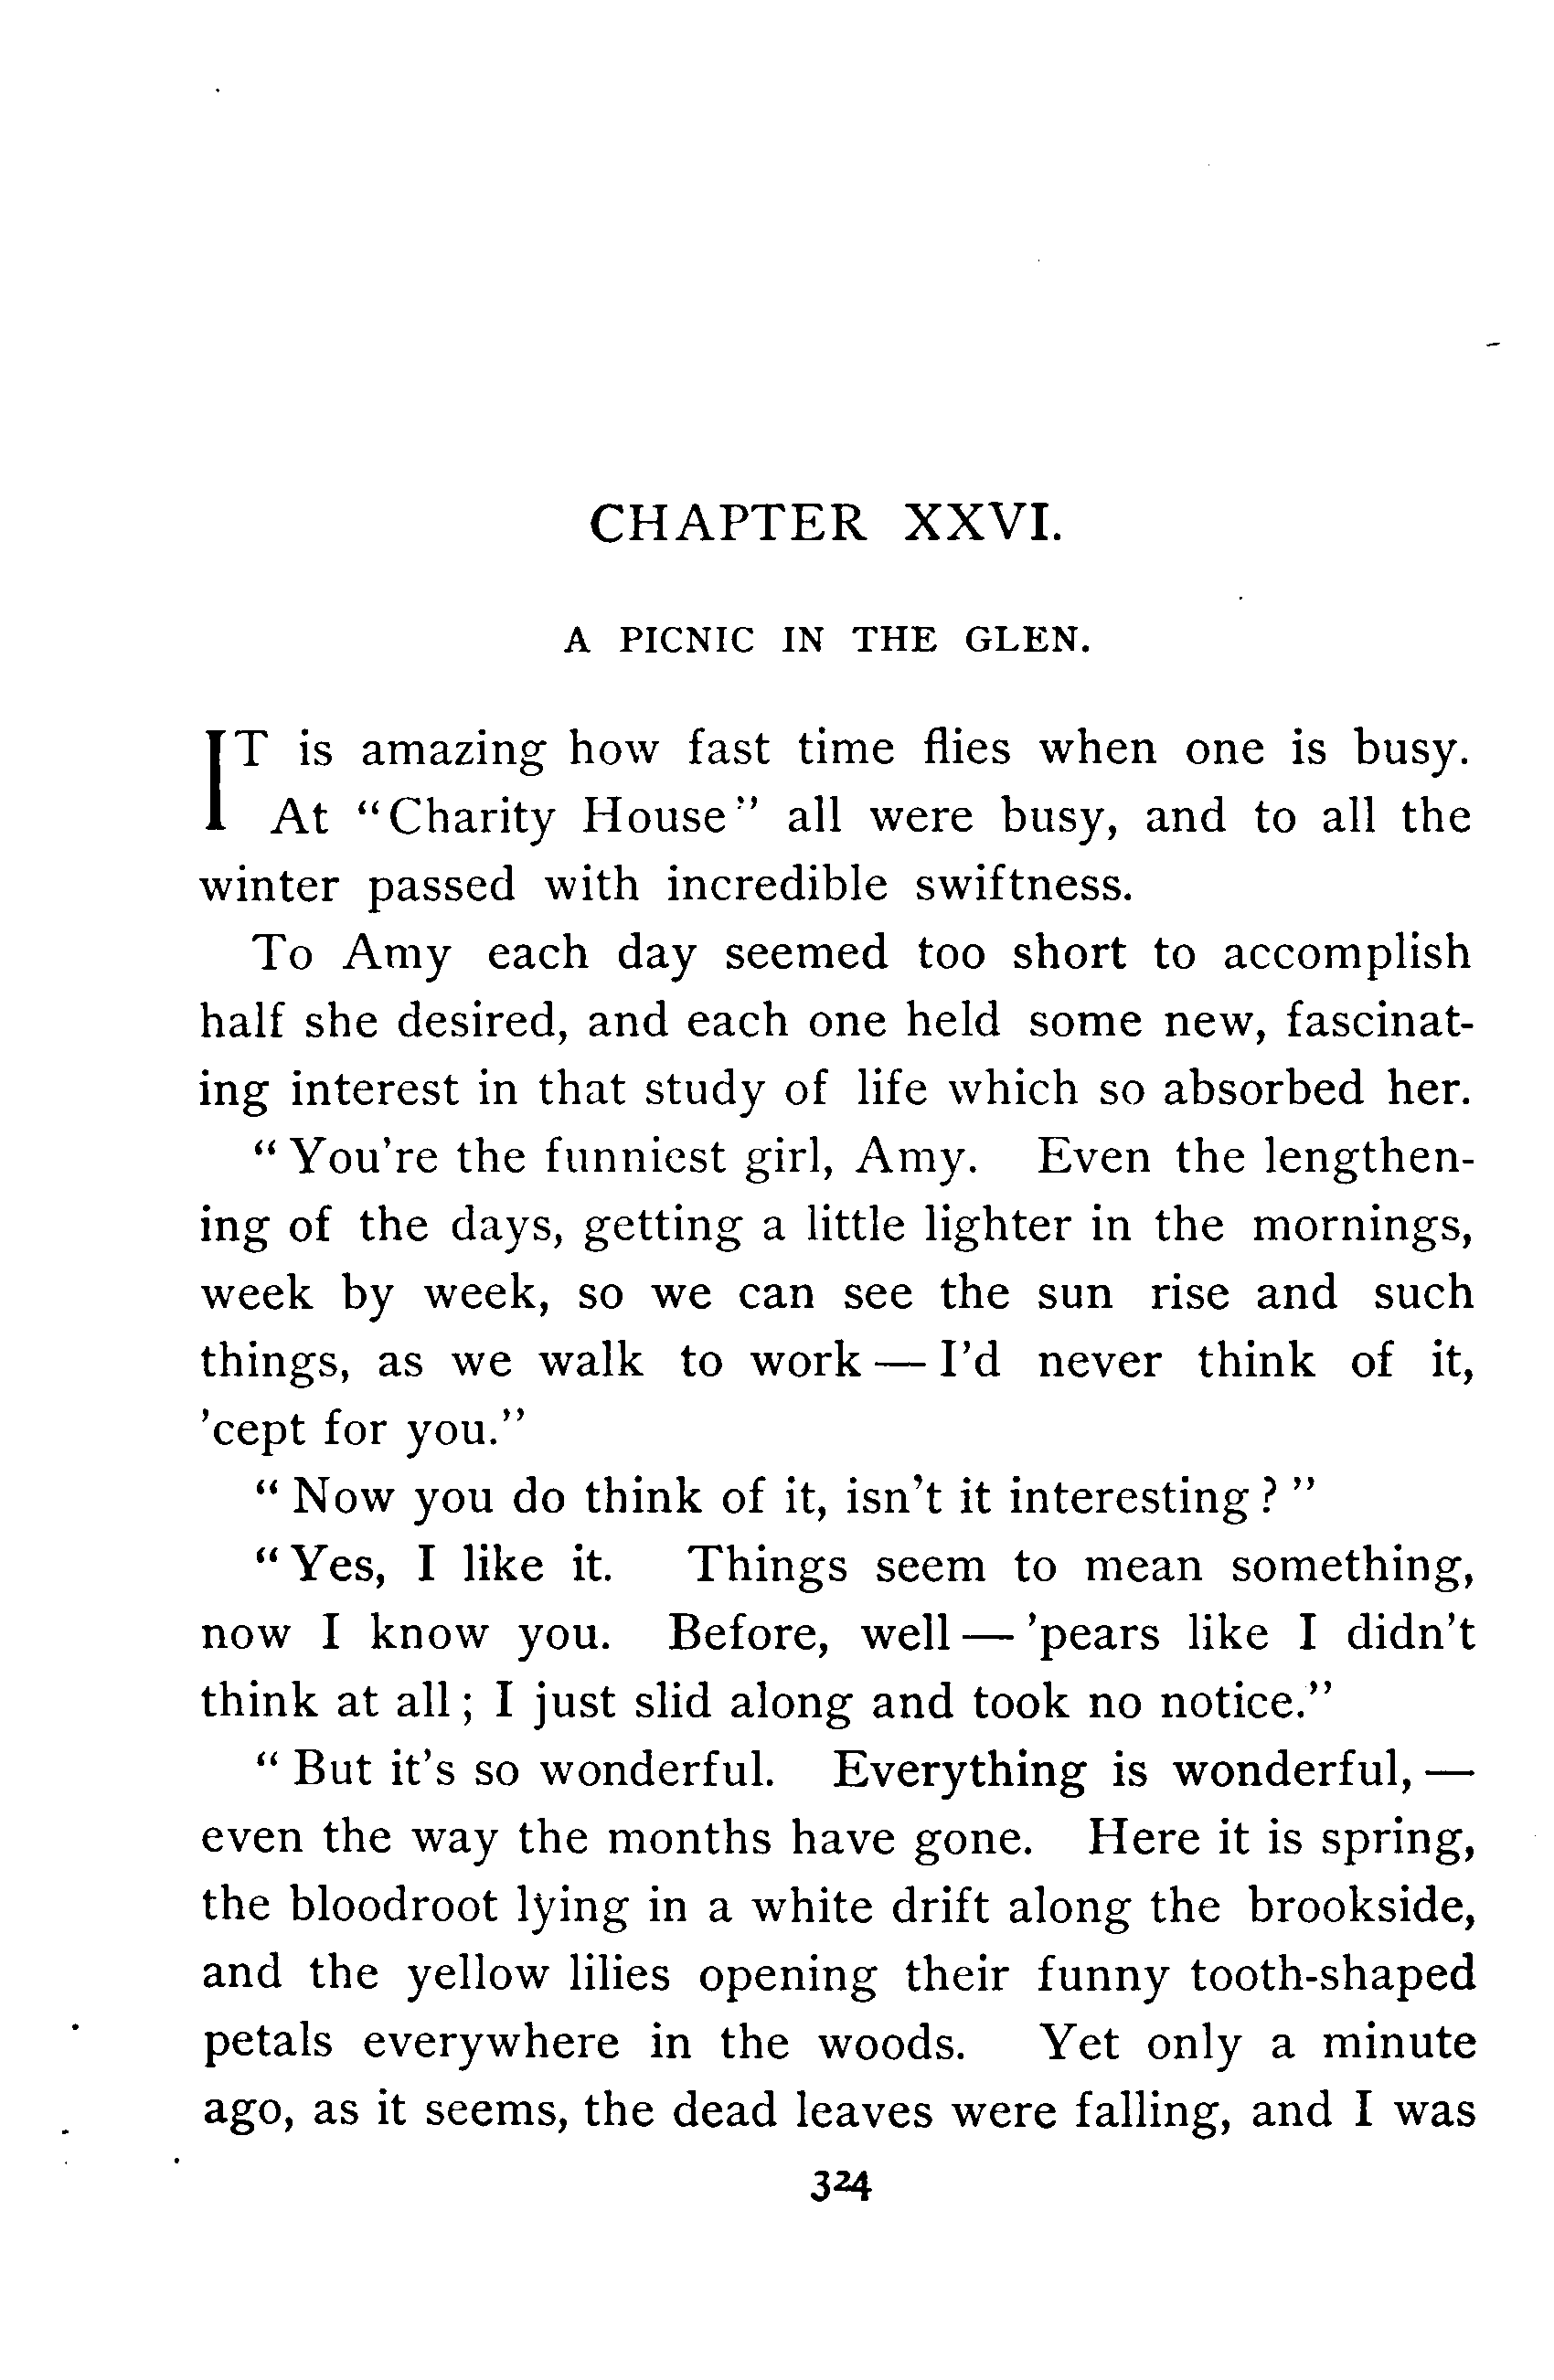 CHAPTER XXVI.
A PICNIC IN THE GLEN.
IT is amazing how fast time flies when one is busy.
At "Charity House" all were busy, and to all the
winter passed with incredible swiftness.
To Amy each day seemed too short to accomplish
half she desired, and each one held some new, fascinat-
ing interest in that study of life which so absorbed her.
"You're the funniest girl, Amy. Even the lengthen-
ing of the days, getting a little lighter in the mornings,
week by week, so we can see the sun rise and such
things, as we walk to work — I'd never think of it,
'cept for you."
"Now you do think of it, isn't it interesting?"
"Yes, I like it. Things seem to mean something,
now I know you. Before, well — 'pears like I didn't
think at all; I just slid along and took no notice."
"But it's so wonderful. Everything is wonderful, —
even the way the months have gone. Here it is spring,
the bloodroot lying in a white drift along the brookside,
and the yellow lilies opening their funny tooth-shaped
petals everywhere in the woods. Yet only a minute
ago, as it seems, the dead leaves were falling, and I was
324